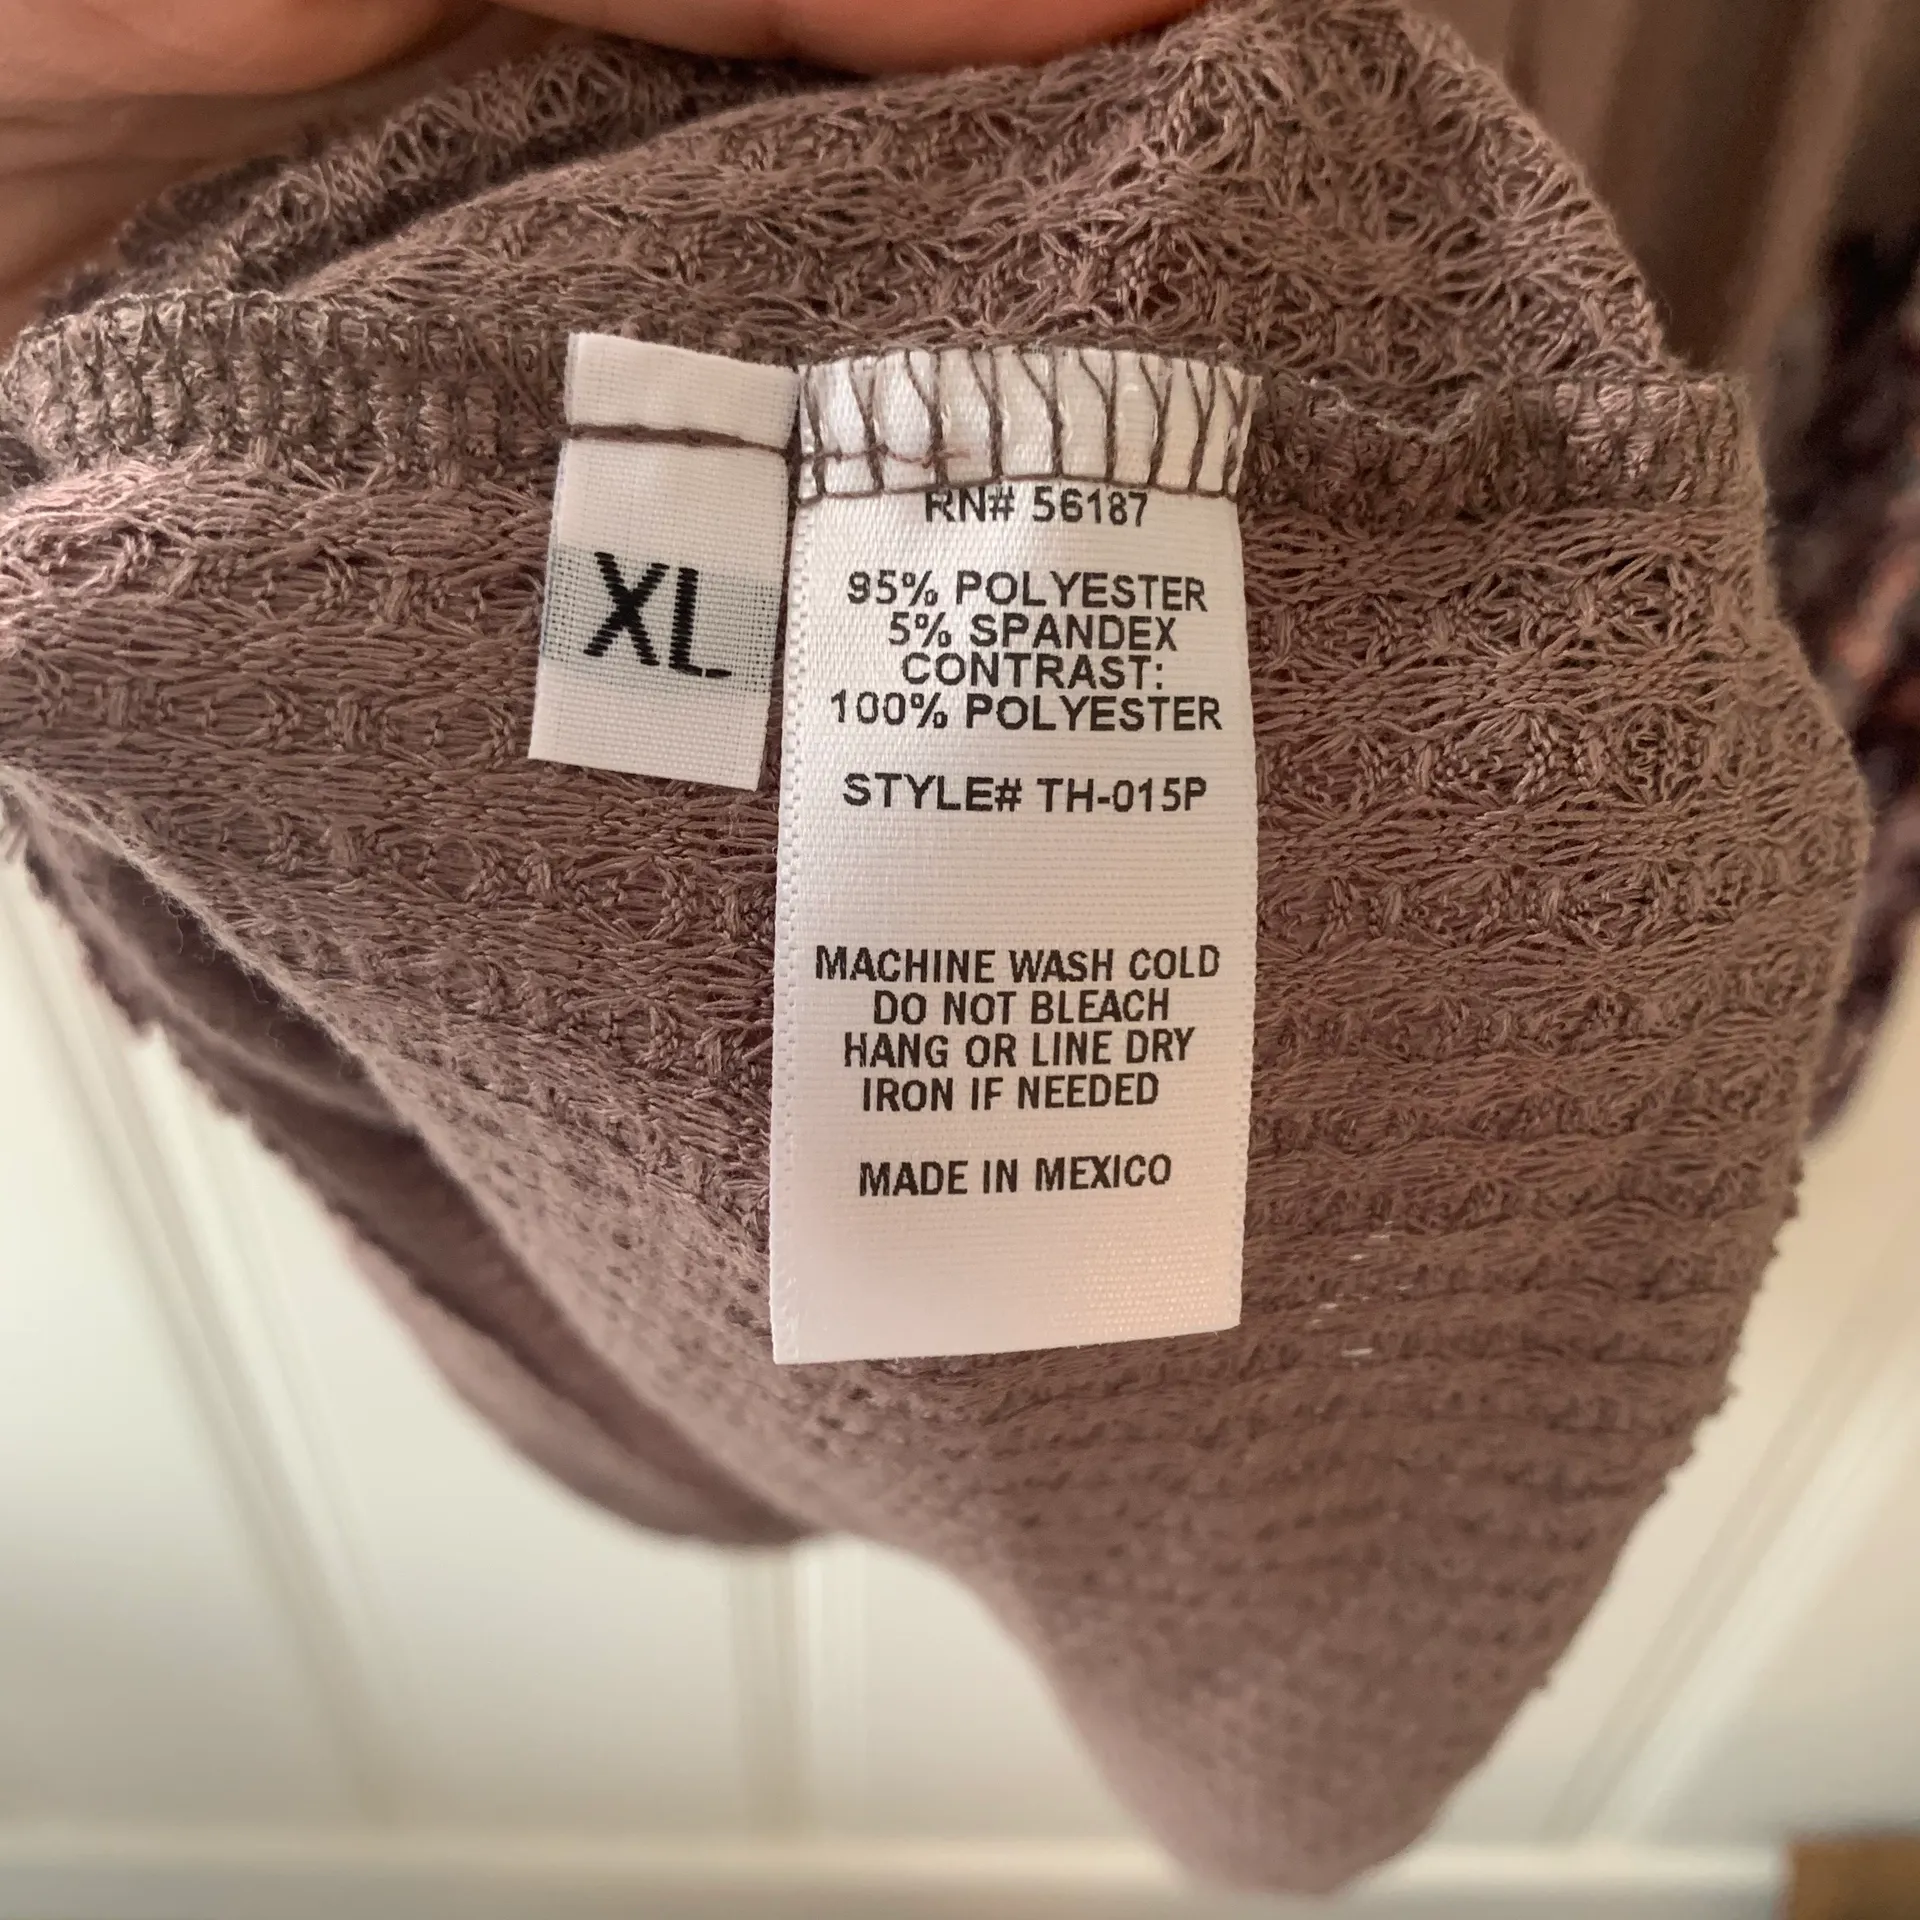 XL
RN# 56187
95% POLYESTER
5% SPANDEX
CONTRAST:
100% POLYESTER
STYLE# TH-015P
MACHINE WASH COLD
DO NOT BLEACH
HANG OR LINE DRY
IRON IF NEEDED
MADE IN MEXICO